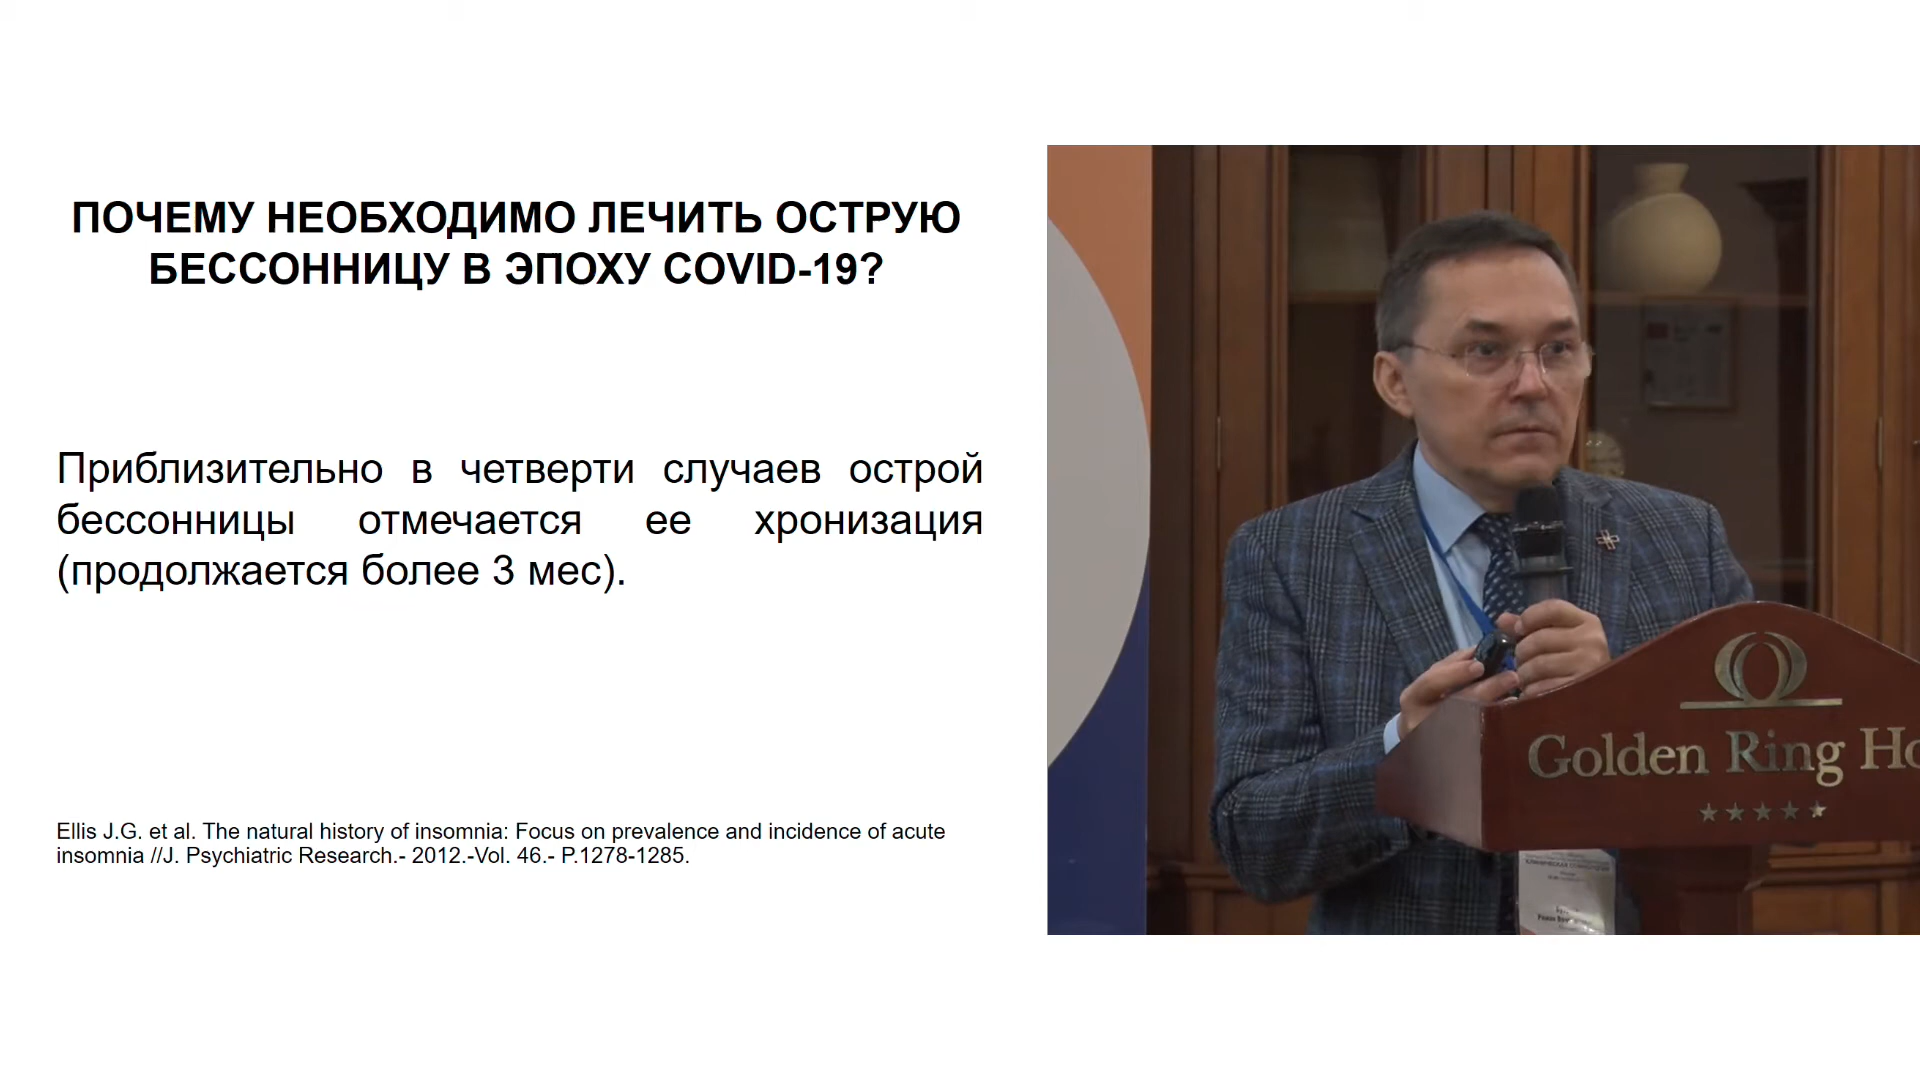 ПОЧЕМУ НЕОБХОДИМО ЛЕЧИТЬ ОСТРУЮ
БЕССОННИЦУ В ЭПОХУ COVID-19?
Приблизительно в четверти случаев острой
бессонницы отмечается ее хронизация
(продолжается более 3 мес).
Ellis J.G. et al. The natural history of insomnia: Focus on prevalence and incidence of acute
insomnia //J. Psychiatric Research.- 2012.-Vol. 46.- P.1278-1285.
Golden Ring Ho